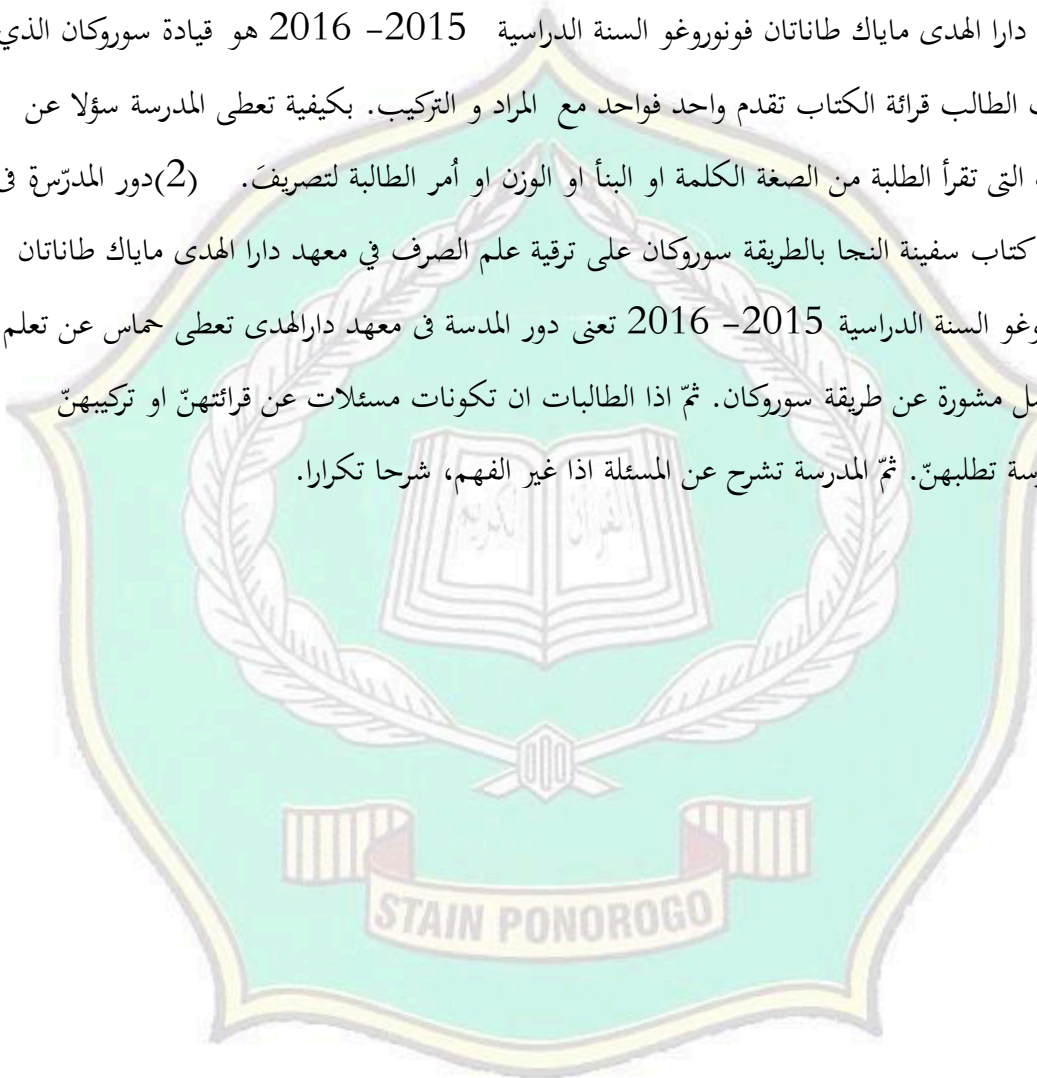 دارا الهدى ماياك طاناتان فونوروغو السنة الدراسية 2015– 2016 هو قيادة سوروكان الذي
الطالب قرائة الكتاب تقدم واحد فواحد مع المراد و التركيب. بكيفية تعطى المدرسة سؤلا عن
التى تقرأ الطلبة من الصغة الكلمة او البنأ او الوزن او اُمر الطالبة لتصريفَ. (2)دور المدرّسرة فى
كتاب سفينة النجا بالطريقة سوروكان على ترقية علم الصرف في معهد دارا الهدى ماياك طاناتان
وغو السنة الدراسية 2015– 2016 تعنى دور المدسة فى معهد دارالهدى تعطى حماس عن تعلم
مشورة عن طريقة سوروكان. ثمّ اذا الطالبات ان تكونات مسئلات عن قرائتهنّ او تركيبهنّ
سة تطلبهنّ. ثمّ المدرسة تشرح عن المسئلة اذا غير الفهم، شرحا تكرارا.
القرأن الكريم
STAIN PONOROGO